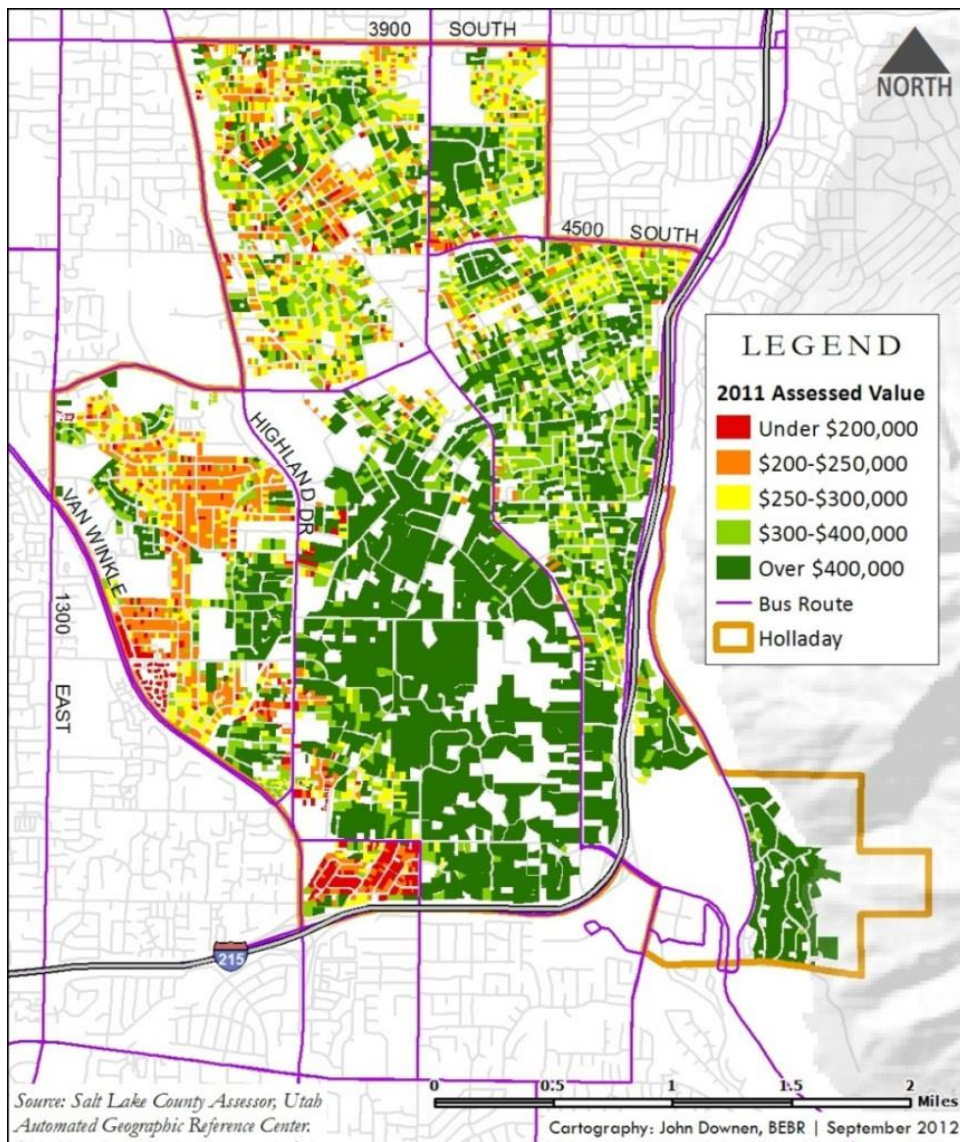 3900 SOUTH
NORTH
4500 SOUTH
LEGEND
2011 Assessed Value
Under $200,000
$200-$250,000
$250-$300,000
$300-$400,000
Over $400,000
Bus Route
Holladay
HIGHLAND DR
VAN WINKLE
1300 EAST
215
0 0.5 1 1.5 2
Miles
Source: Salt Lake County Assessor, Utah
Automated Geographic Reference Center.
Cartography: John Downen, BEBR | September 2012